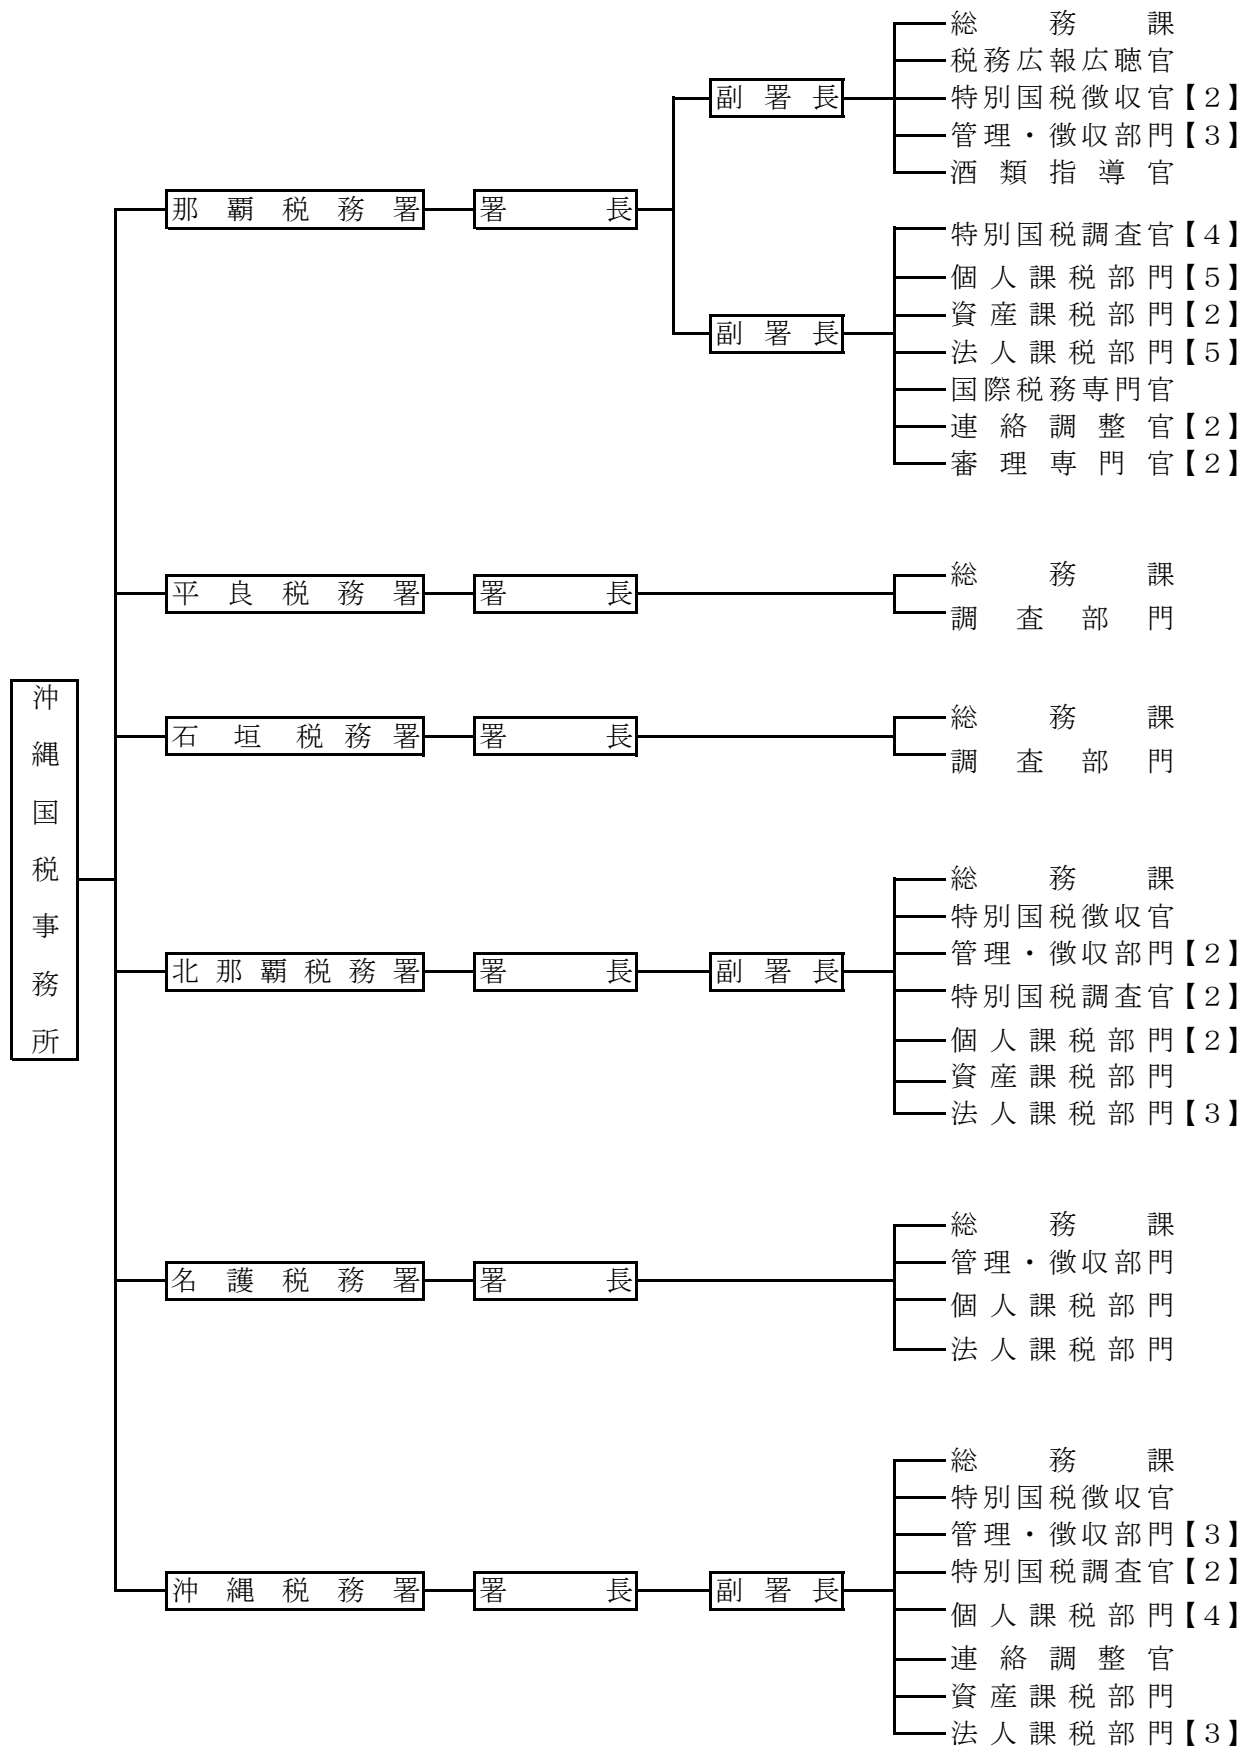 沖縄国税事務所
那覇税務署
署長
副署長
総務課
税務広報広聴官
特別国税徴収官【２】
管理・徴収部門【３】
酒類指導官
副署長
特別国税調査官【４】
個人課税部門【５】
資産課税部門【２】
法人課税部門【５】
国際税務専門官
連絡調整官【２】
審理専門官【２】
平良税務署
署長
総務課
調査部門
石垣税務署
署長
総務課
調査部門
北那覇税務署
署長
副署長
総務課
特別国税徴収官
管理・徴収部門【２】
特別国税調査官【２】
個人課税部門【２】
資産課税部門
法人課税部門【３】
名護税務署
署長
総務課
管理・徴収部門
個人課税部門
法人課税部門
沖縄税務署
署長
副署長
総務課
特別国税徴収官
管理・徴収部門【３】
特別国税調査官【２】
個人課税部門【４】
連絡調整官
資産課税部門
法人課税部門【３】